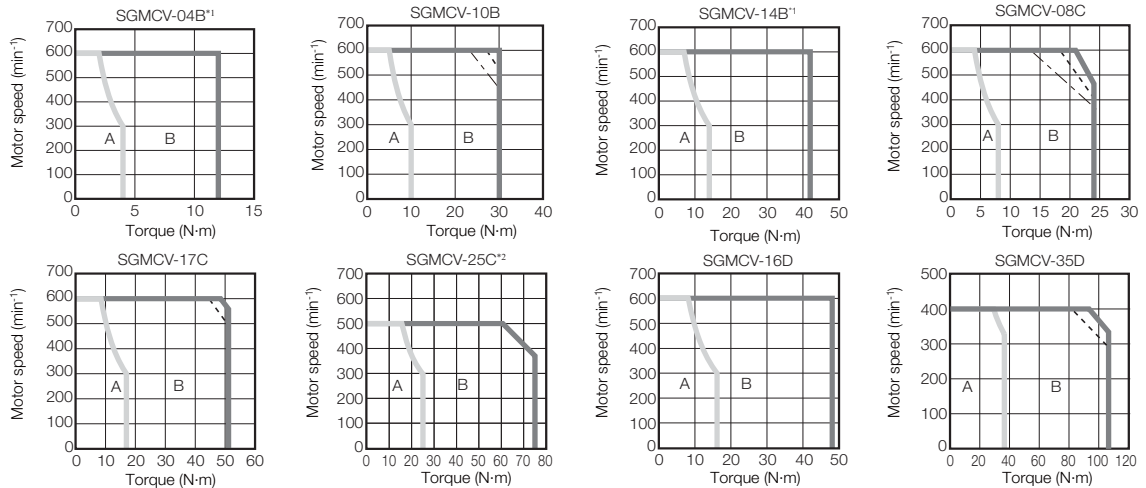 SGMCV-04B*1
Motor speed (min-1)
700
600
500
400
300
200
100
0
A
B
0 5 10 15
Torque (N·m)
SGMCV-10B
Motor speed (min-1)
700
600
500
400
300
200
100
0
A
B
0 10 20 30 40
Torque (N·m)
SGMCV-14B*1
Motor speed (min-1)
700
600
500
400
300
200
100
0
A
B
0 10 20 30 40 50
Torque (N·m)
SGMCV-08C
Motor speed (min-1)
700
600
500
400
300
200
100
0
A
B
0 5 10 15 20 25 30
Torque (N·m)
SGMCV-17C
Motor speed (min-1)
700
600
500
400
300
200
100
0
A
B
0 10 20 30 40 50 60
Torque (N·m)
SGMCV-25C*2
Motor speed (min-1)
700
600
500
400
300
200
100
0
A
B
0 10 20 30 40 50 60 70 80
Torque (N·m)
SGMCV-16D
Motor speed (min-1)
700
600
500
400
300
200
100
0
A
B
0 10 20 30 40 50
Torque (N·m)
SGMCV-35D
Motor speed (min-1)
500
400
300
200
100
0
A
B
0 20 40 60 80 100 120
Torque (N·m)